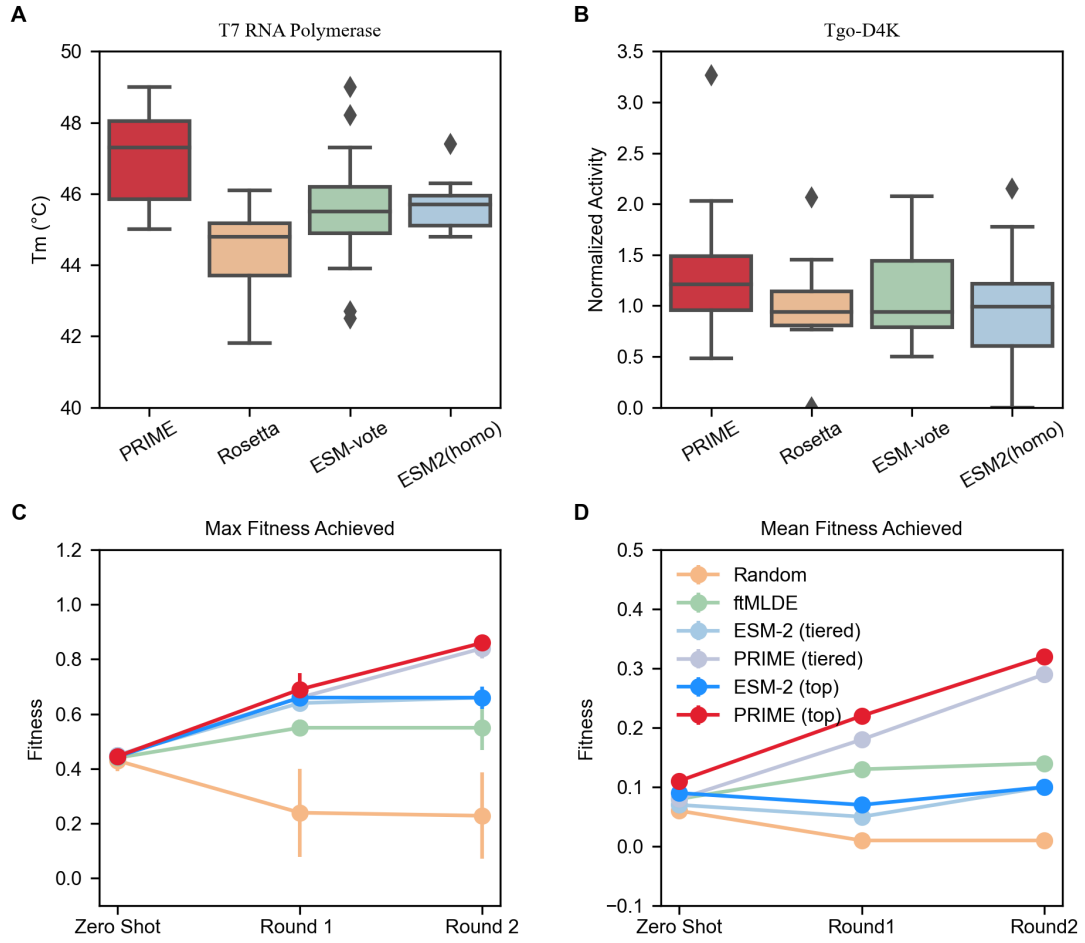 A
T7 RNA Polymerase
50
48
46
44
42
40
Tm (°C)
PRIME
Rosetta
ESM-vote
ESM2(homo)
B
Tgo-D4K
3.5
3.0
2.5
2.0
1.5
1.0
0.5
0.0
Normalized Activity
PRIME
Rosetta
ESM-vote
ESM2(homo)
C
Max Fitness Achieved
1.2
1.0
0.8
0.6
0.4
0.2
0.0
Fitness
Zero Shot
Round 1
Round 2
D
Mean Fitness Achieved
0.5
0.4
0.3
0.2
0.1
0.0
−0.1
Fitness
Random
ftMLDE
ESM-2 (tiered)
PRIME (tiered)
ESM-2 (top)
PRIME (top)
Zero Shot
Round1
Round2